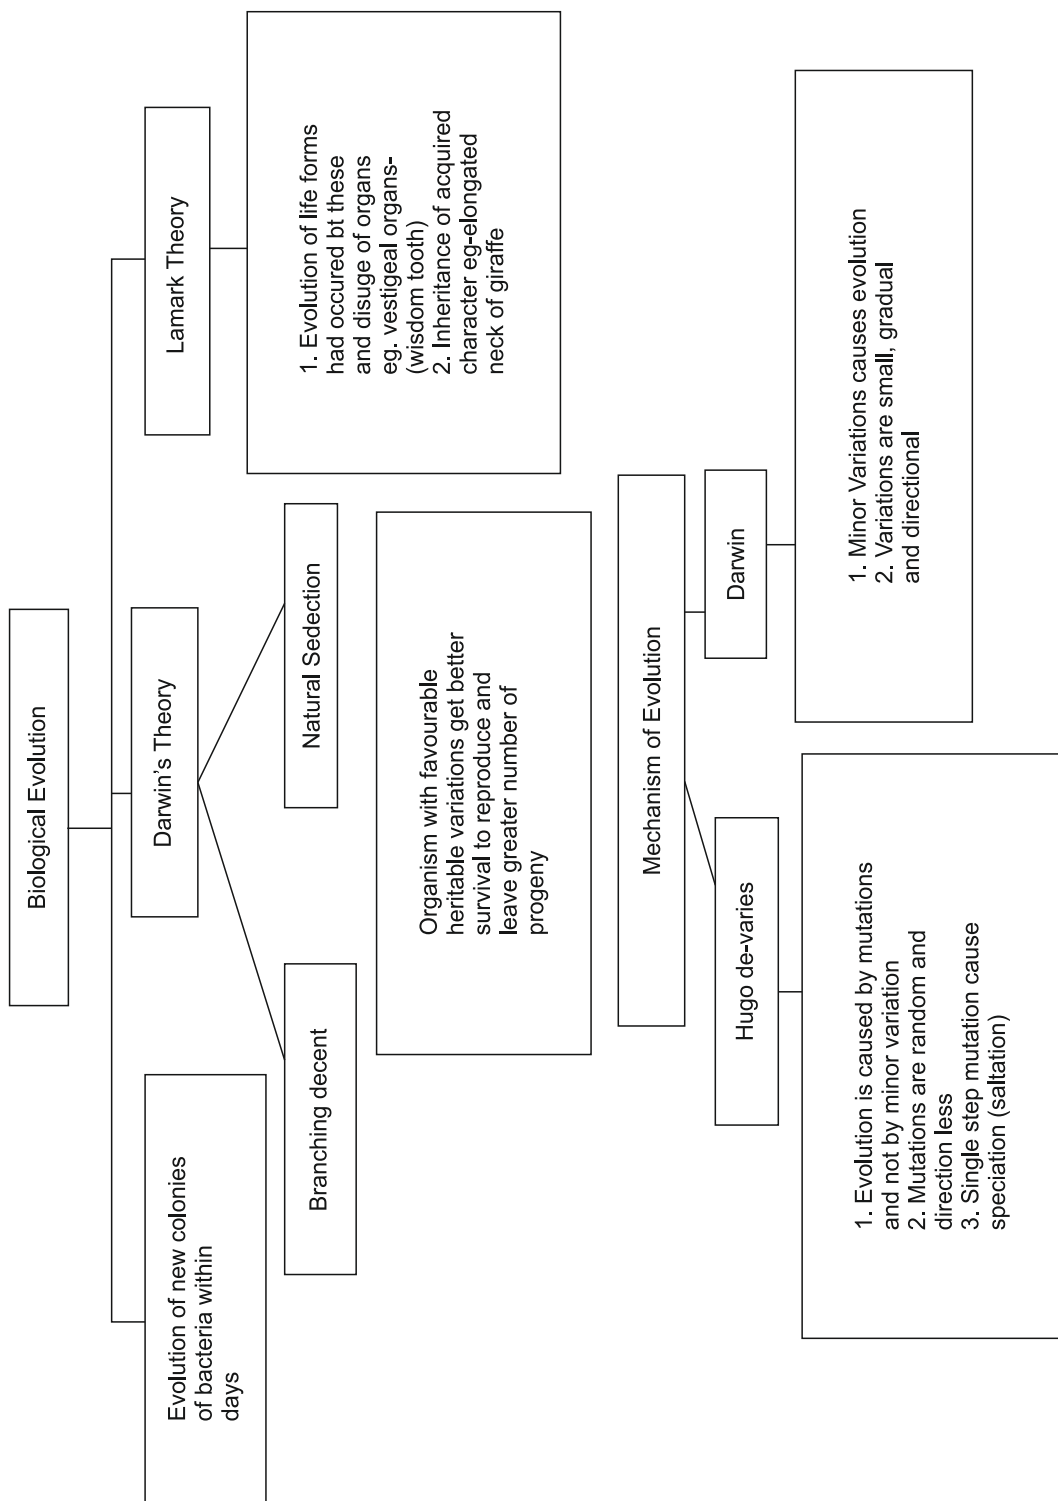 Biological Evolution
Evolution of new colonies
of bacteria within
days
Darwin's Theory
Lamark Theory
Branching decent
Natural Sedection
1. Evolution of life forms
had occured bt these
and disuge of organs
eg. vestigeal organs-
(wisdom tooth)
2. Inheritance of acquired
character eg-elongated
neck of giraffe
Organism with favourable
heritable variations get better
survival to reproduce and
leave greater number of
progeny
Mechanism of Evolution
Hugo de-varies
Darwin
1. Evolution is caused by mutations
and not by minor variation
2. Mutations are random and
direction less
3. Single step mutation cause
speciation (saltation)
1. Minor Variations causes evolution
2. Variations are small, gradual
and directional